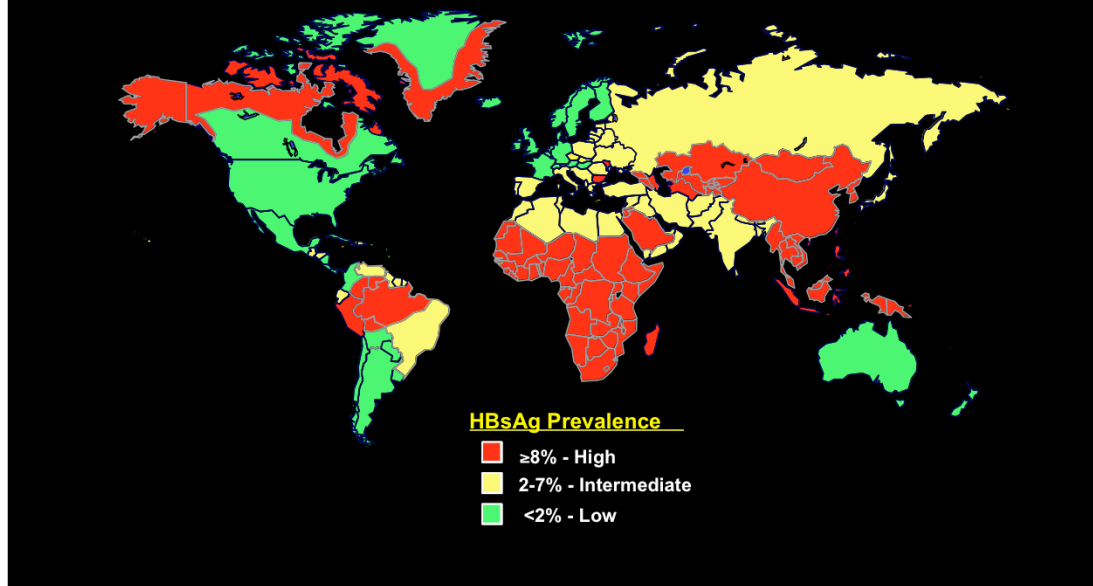 HBsAg Prevalence
≥8% - High
2-7% - Intermediate
<2% - Low